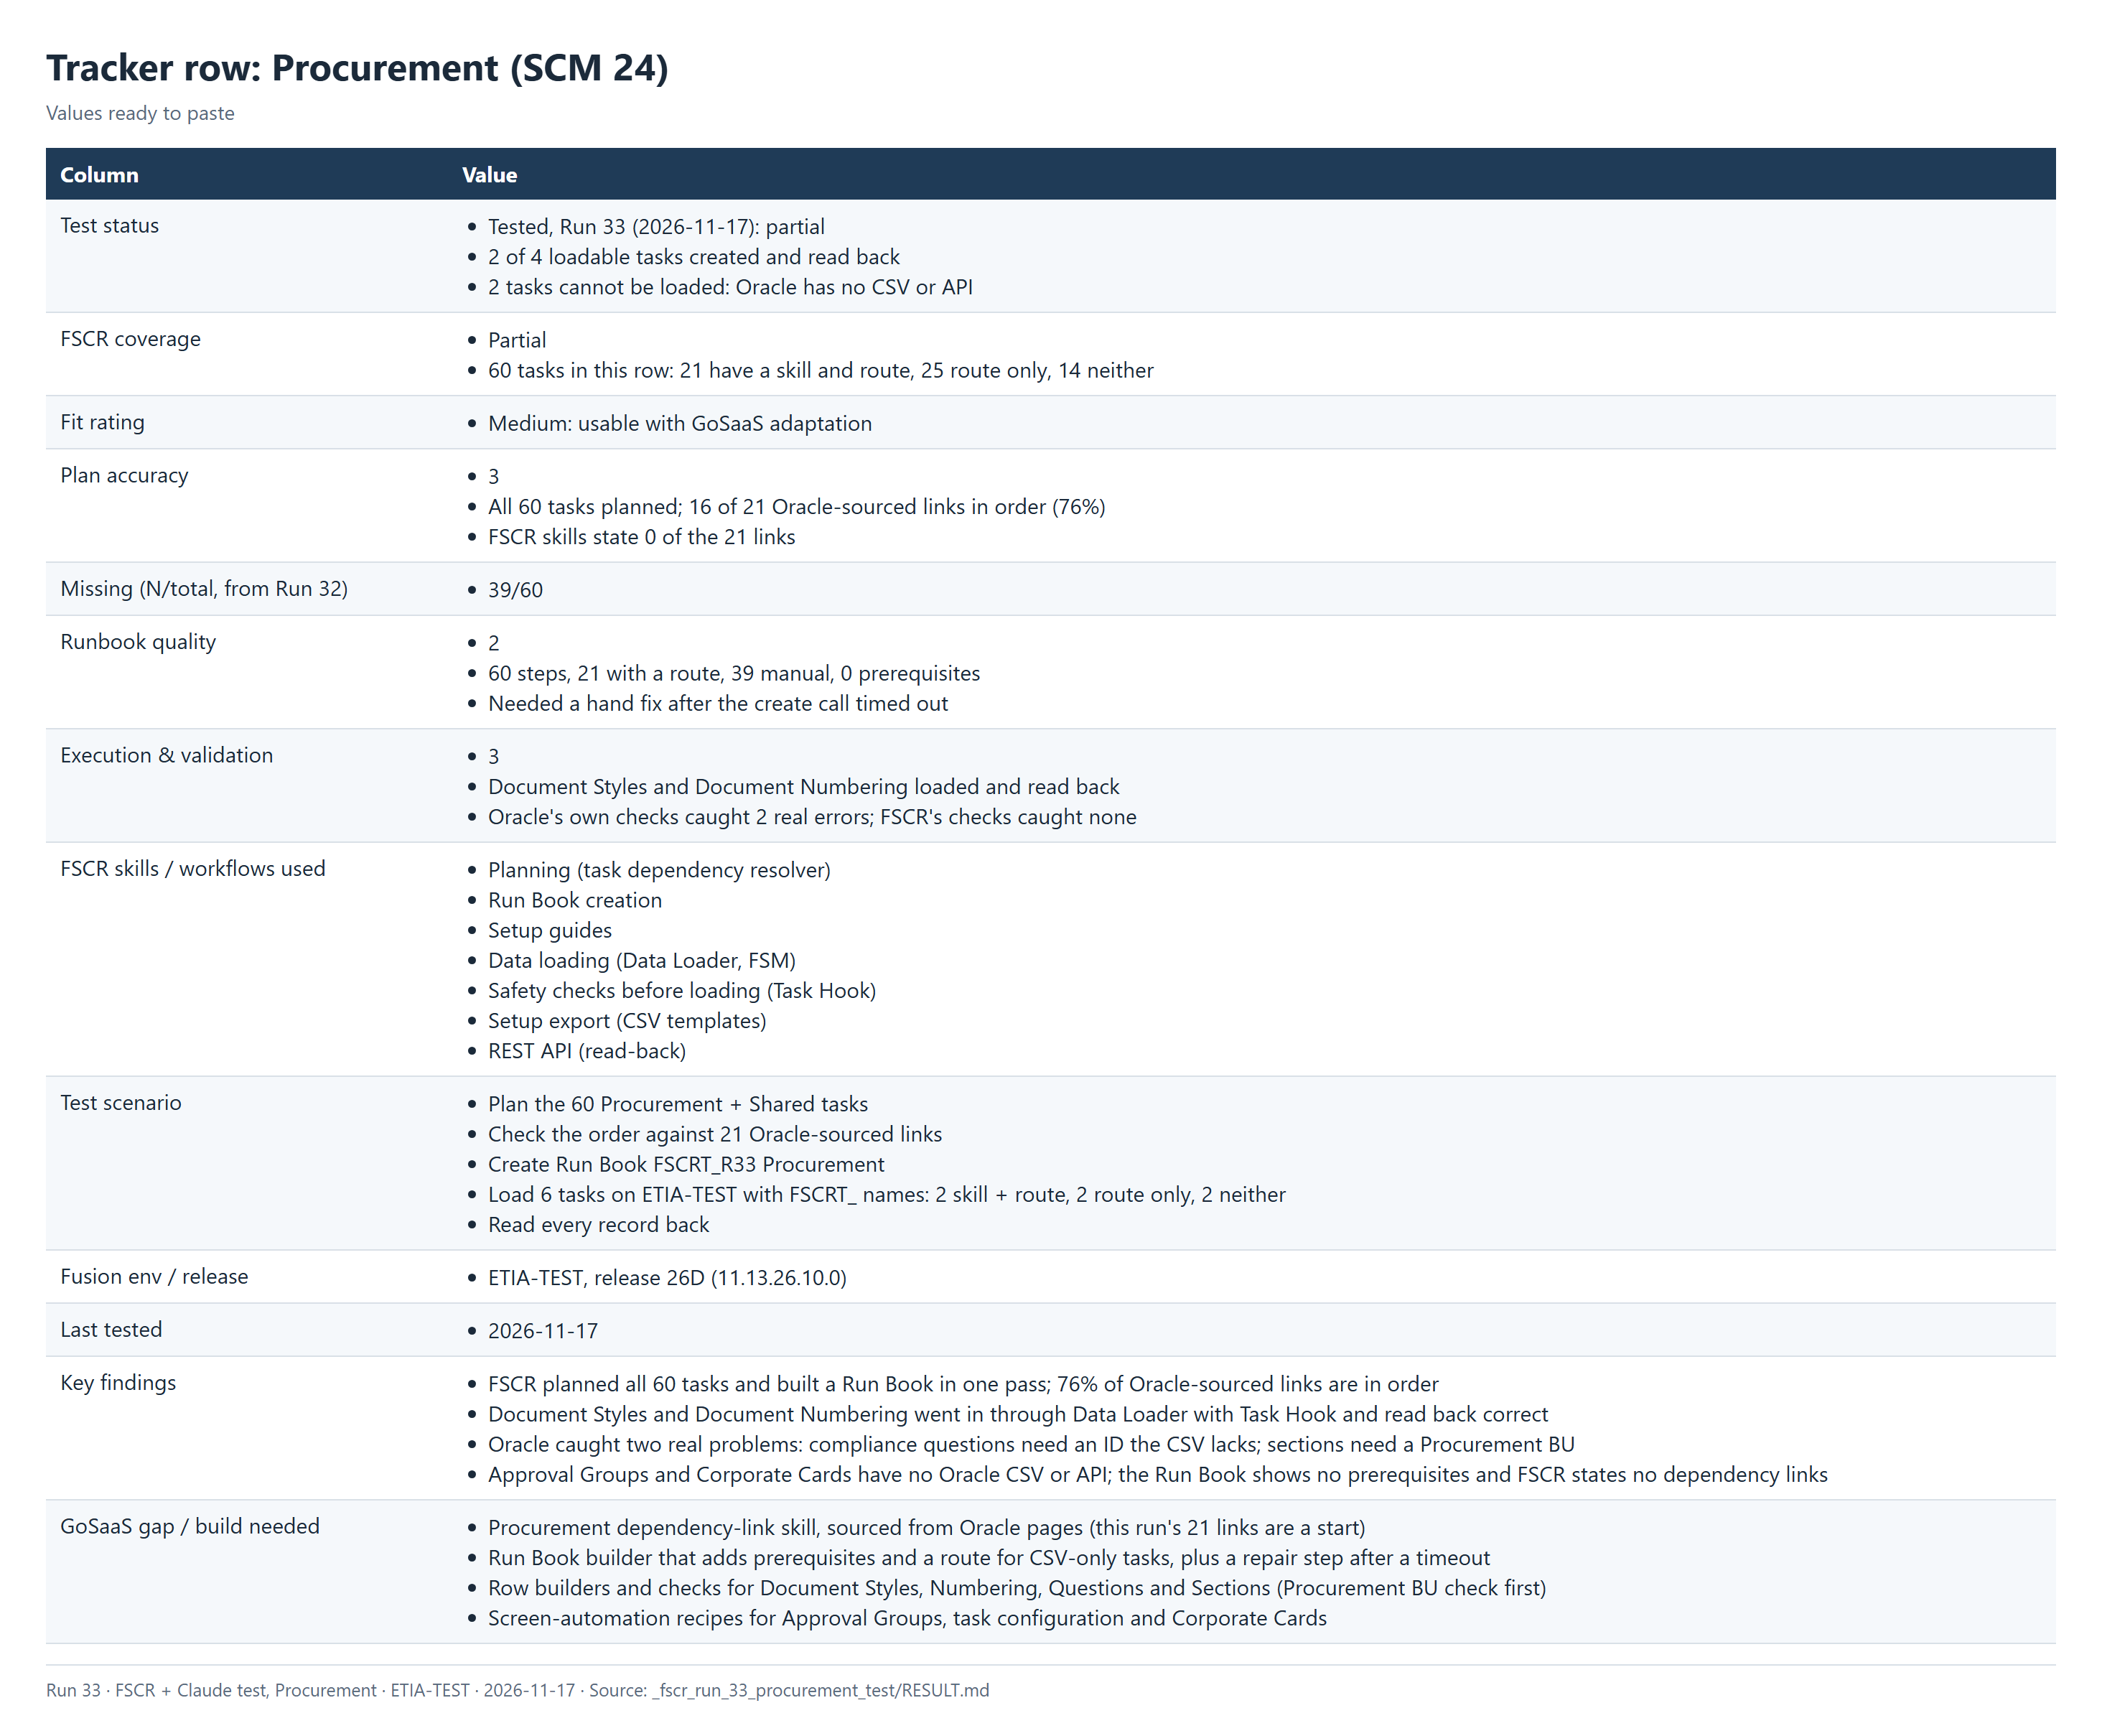 Tracker row: Procurement (SCM 24)
Values ready to paste
Column Value
Test status
• Tested, Run 33 (2026-11-17): partial
• 2 of 4 loadable tasks created and read back
• 2 tasks cannot be loaded: Oracle has no CSV or API
FSCR coverage
• Partial
• 60 tasks in this row: 21 have a skill and route, 25 route only, 14 neither
Fit rating
• Medium: usable with GoSaaS adaptation
Plan accuracy
• 3
• All 60 tasks planned; 16 of 21 Oracle-sourced links in order (76%)
• FSCR skills state 0 of the 21 links
Missing (N/total, from Run 32)
• 39/60
Runbook quality
• 2
• 60 steps, 21 with a route, 39 manual, 0 prerequisites
• Needed a hand fix after the create call timed out
Execution & validation
• 3
• Document Styles and Document Numbering loaded and read back
• Oracle's own checks caught 2 real errors; FSCR's checks caught none
FSCR skills / workflows used
• Planning (task dependency resolver)
• Run Book creation
• Setup guides
• Data loading (Data Loader, FSM)
• Safety checks before loading (Task Hook)
• Setup export (CSV templates)
• REST API (read-back)
Test scenario
• Plan the 60 Procurement + Shared tasks
• Check the order against 21 Oracle-sourced links
• Create Run Book FSCRT_R33 Procurement
• Load 6 tasks on ETIA-TEST with FSCRT_ names: 2 skill + route, 2 route only, 2 neither
• Read every record back
Fusion env / release
• ETIA-TEST, release 26D (11.13.26.10.0)
Last tested
• 2026-11-17
Key findings
• FSCR planned all 60 tasks and built a Run Book in one pass; 76% of Oracle-sourced links are in order
• Document Styles and Document Numbering went in through Data Loader with Task Hook and read back correct
• Oracle caught two real problems: compliance questions need an ID the CSV lacks; sections need a Procurement BU
• Approval Groups and Corporate Cards have no Oracle CSV or API; the Run Book shows no prerequisites and FSCR states no dependency links
GoSaaS gap / build needed
• Procurement dependency-link skill, sourced from Oracle pages (this run's 21 links are a start)
• Run Book builder that adds prerequisites and a route for CSV-only tasks, plus a repair step after a timeout
• Row builders and checks for Document Styles, Numbering, Questions and Sections (Procurement BU check first)
• Screen-automation recipes for Approval Groups, task configuration and Corporate Cards
Run 33 · FSCR + Claude test, Procurement · ETIA-TEST · 2026-11-17 · Source: _fscr_run_33_procurement_test/RESULT.md